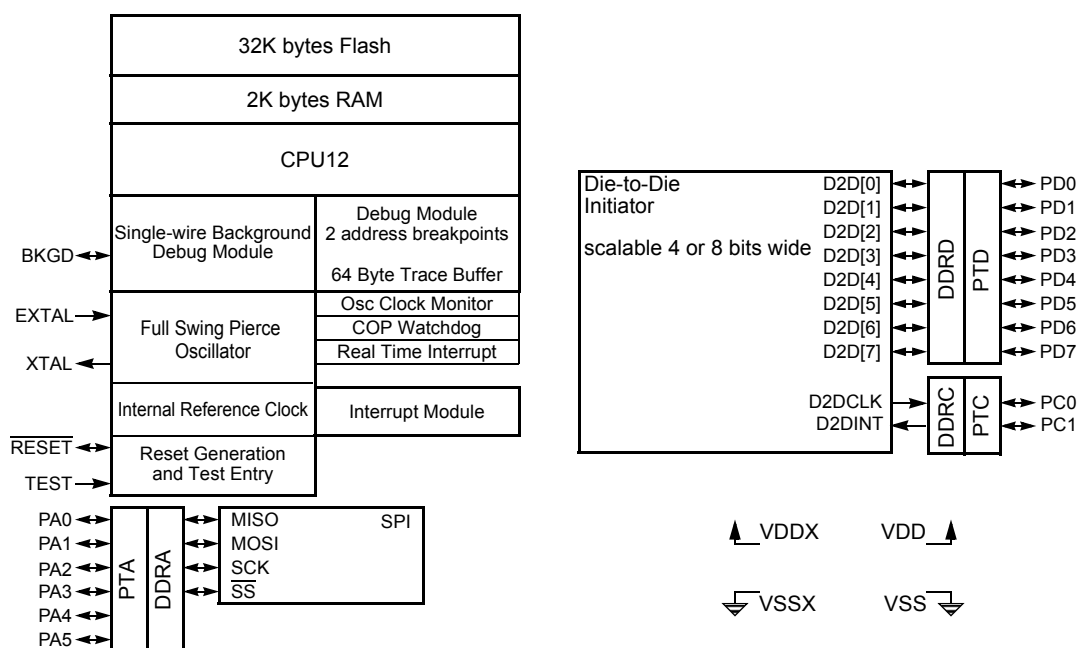 32K bytes Flash
2K bytes RAM
CPU12
Single-wire Background
Debug Module
Debug Module
2 address breakpoints
64 Byte Trace Buffer
BKGD
EXTAL
XTAL
Full Swing Pierce
Oscillator
Osc Clock Monitor
COP Watchdog
Real Time Interrupt
Internal Reference Clock
Interrupt Module
RESET
TEST
Reset Generation
and Test Entry
PA0
PA1
PA2
PA3
PA4
PA5
PTA
DDRA
MISO
MOSI
SCK
SS
SPI
Die-to-Die
Initiator
scalable 4 or 8 bits wide
D2D[0]
D2D[1]
D2D[2]
D2D[3]
D2D[4]
D2D[5]
D2D[6]
D2D[7]
DDRD
PTD
PD0
PD1
PD2
PD3
PD4
PD5
PD6
PD7
D2DCLK
D2DINT
DDRC
PTC
PC0
PC1
VDDX
VDD
VSSX
VSS